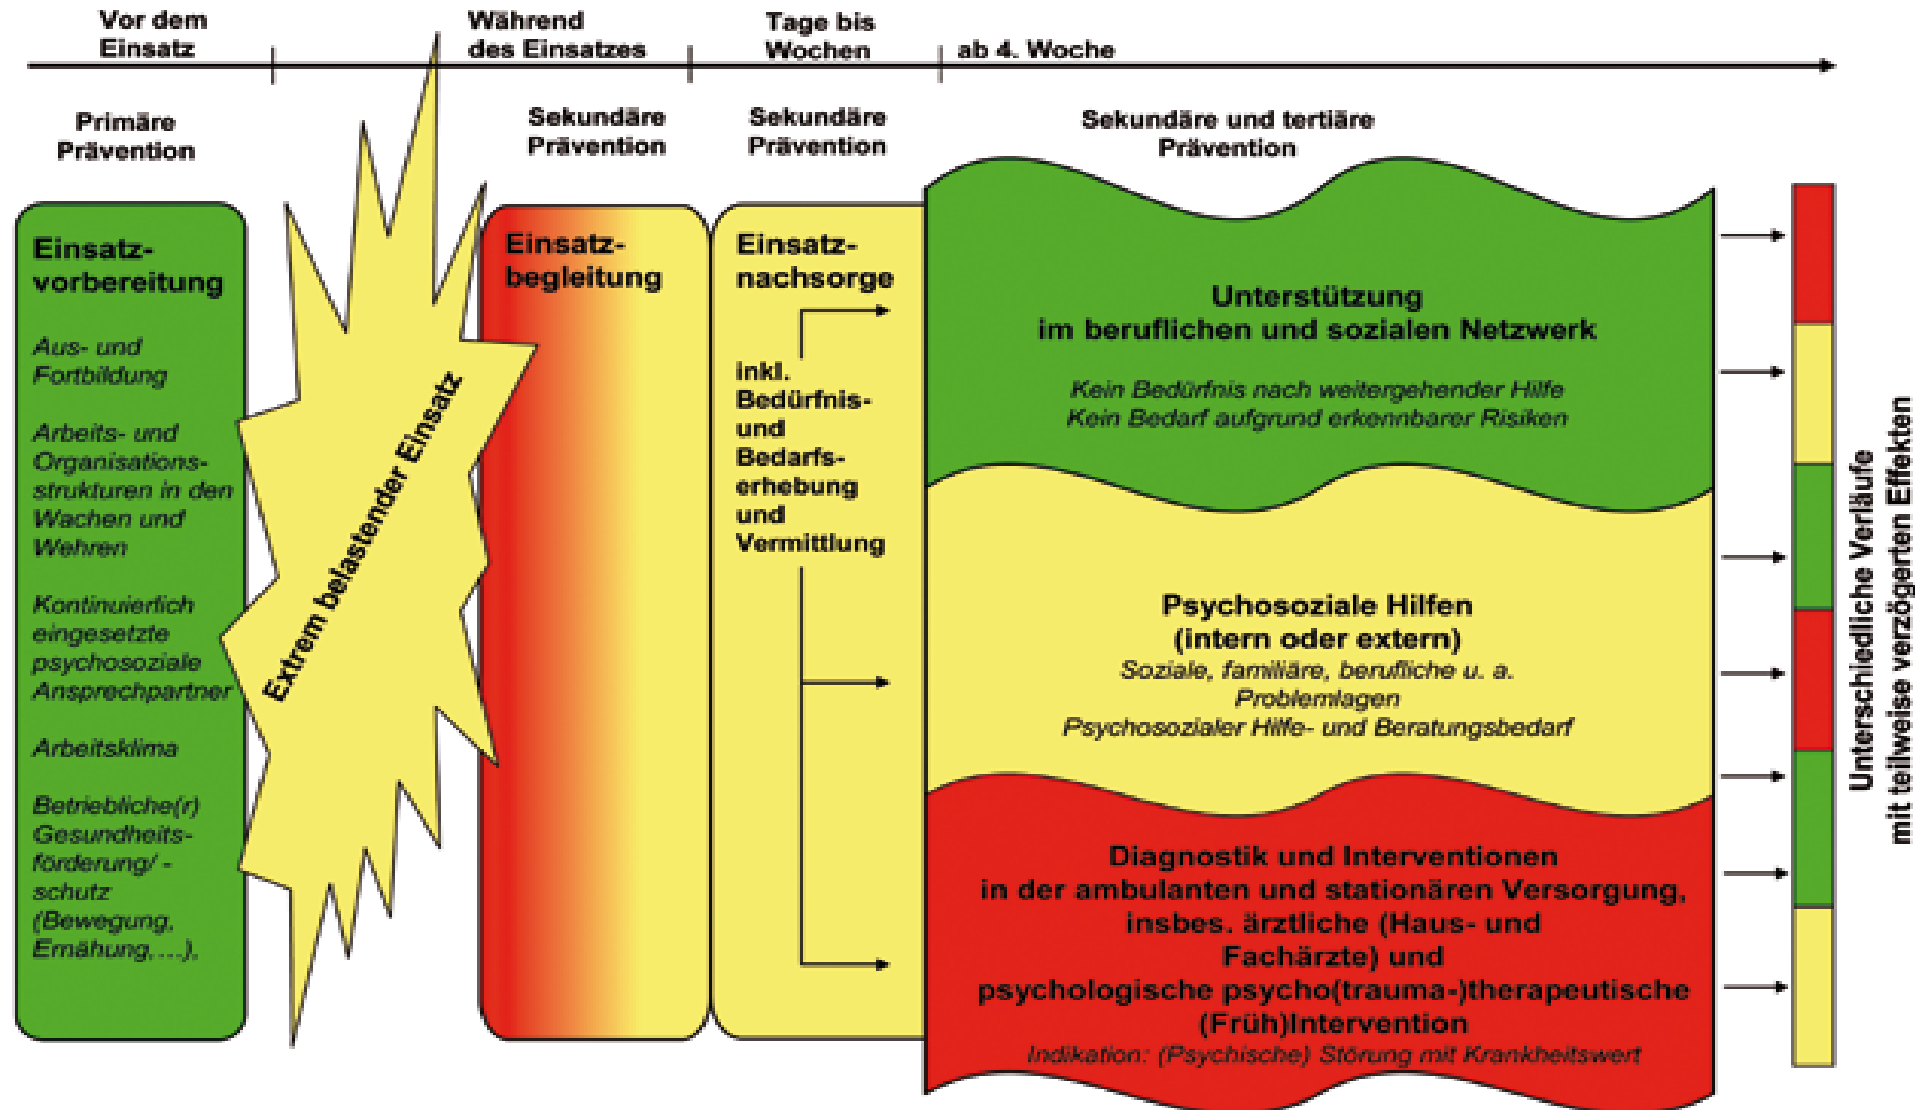 Vor dem
Einsatz
Während
des Einsatzes
Tage bis
Wochen
ab 4. Woche
Primäre
Prävention
Sekundäre
Prävention
Sekundäre
Prävention
Sekundäre und tertiäre
Prävention
Einsatz-
vorbereitung
Aus- und
Fortbildung
Arbeits- und
Organisations-
strukturen in den
Wachen und
Wehren
Kontinuierlich
eingesetzte
psychosoziale
Ansprechpartner
Arbeitsklima
Betriebliche(r)
Gesundheits-
förderung/ -
schutz
(Bewegung,
Ernähung, ...),
Extrem belastender Einsatz
Einsatz-
begleitung
Einsatz-
nachsorge
inkl.
Bedürfnis-
und
Bedarfs-
erhebung
und
Vermittlung
Unterstützung
im beruflichen und sozialen Netzwerk
Kein Bedürfnis nach weitergehender Hilfe
Kein Bedarf aufgrund erkennbarer Risiken
Psychosoziale Hilfen
(intern oder extern)
Soziale, familiäre, berufliche u. a.
Problemlagen
Psychosozialer Hilfe- und Beratungsbedarf
Diagnostik und Interventionen
in der ambulanten und stationären Versorgung,
insbes. ärztliche (Haus- und
Fachärzte) und
psychologische psycho(trauma-)therapeutische
(Früh)Intervention
Indikation: (Psychische) Störung mit Krankheitswert
Unterschiedliche Verläufe
mit teilweise verzögerten Effekten